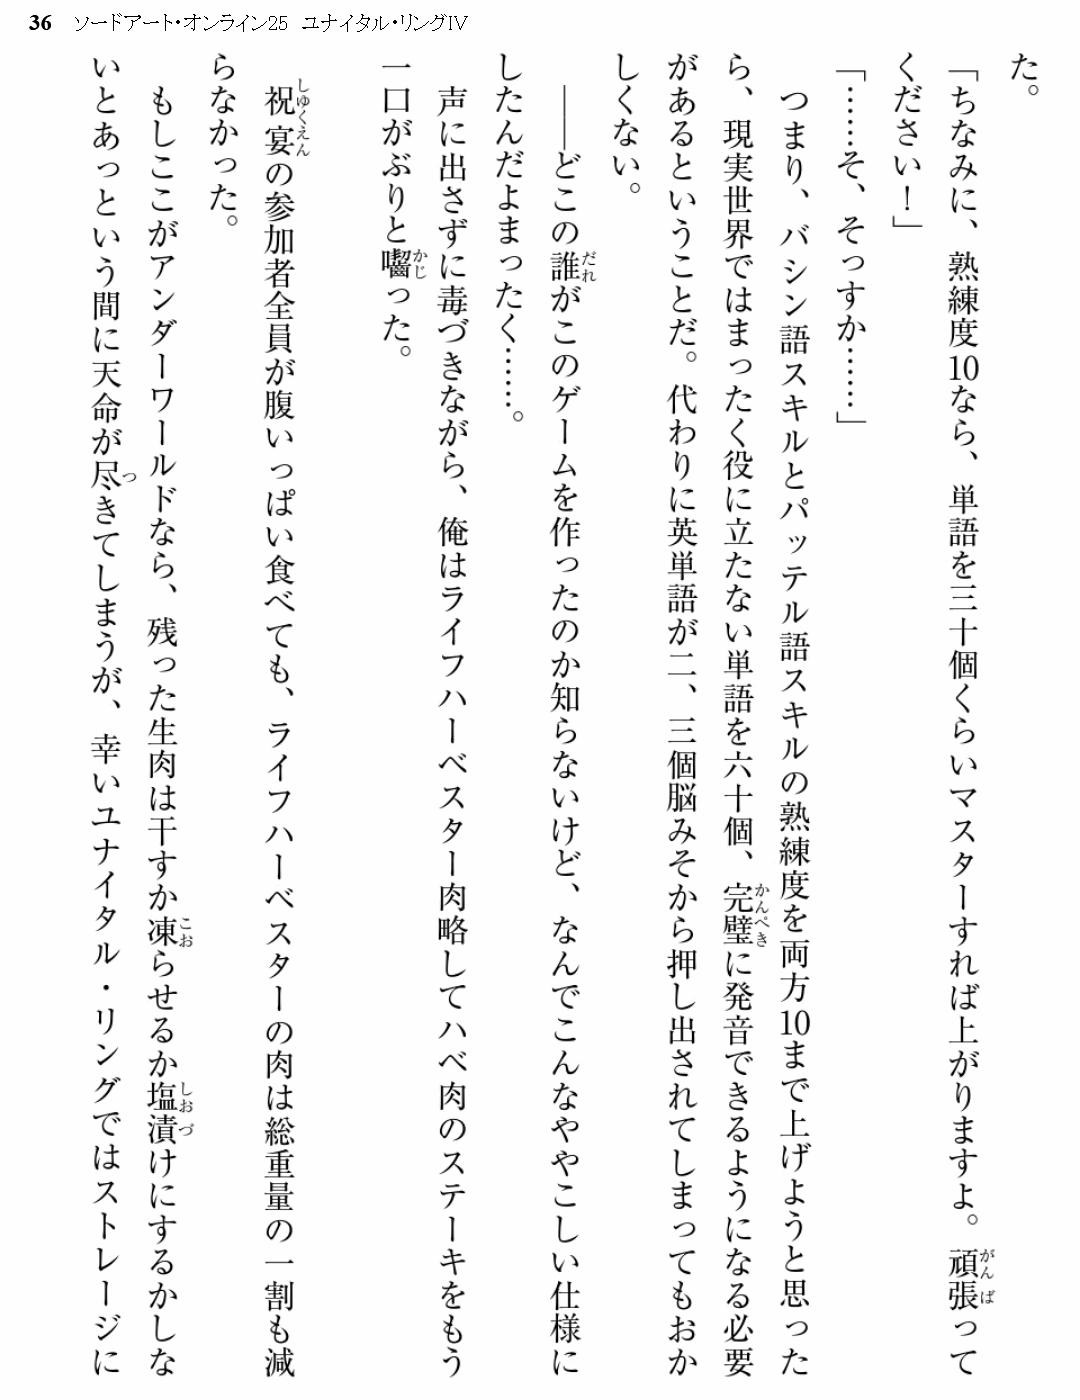 36 ソードアート・オンライン25 ユナイタル・リングⅣ
た。
「ちなみに、熟練度10なら、単語を三十個くらいマスターすれば上がりますよ。頑張って
ください！」
「……そ、そっすか……」
つまり、バシン語スキルとパッテル語スキルの熟練度を両方10まで上げようと思った
ら、現実世界ではまったく役に立たない単語を六十個、完璧に発音できるようになる必要
があるということだ。代わりに英単語が二、三個脳みそから押し出されてしまってもおか
しくない。
――どこの誰がこのゲームを作ったのか知らないけど、なんでこんなややこしい仕様に
したんだよまったく……。
声に出さずに毒づきながら、俺はライフハーベスター肉略してハベ肉のステーキをもう
一口がぶりと囓った。
祝宴の参加者全員が腹いっぱい食べても、ライフハーベスターの肉は総重量の一割も減
らなかった。
もしここがアンダーワールドなら、残った生肉は干すか凍らせるか塩漬けにするかしな
いとあっという間に天命が尽きてしまうが、幸いユナイタル・リングではストレージに